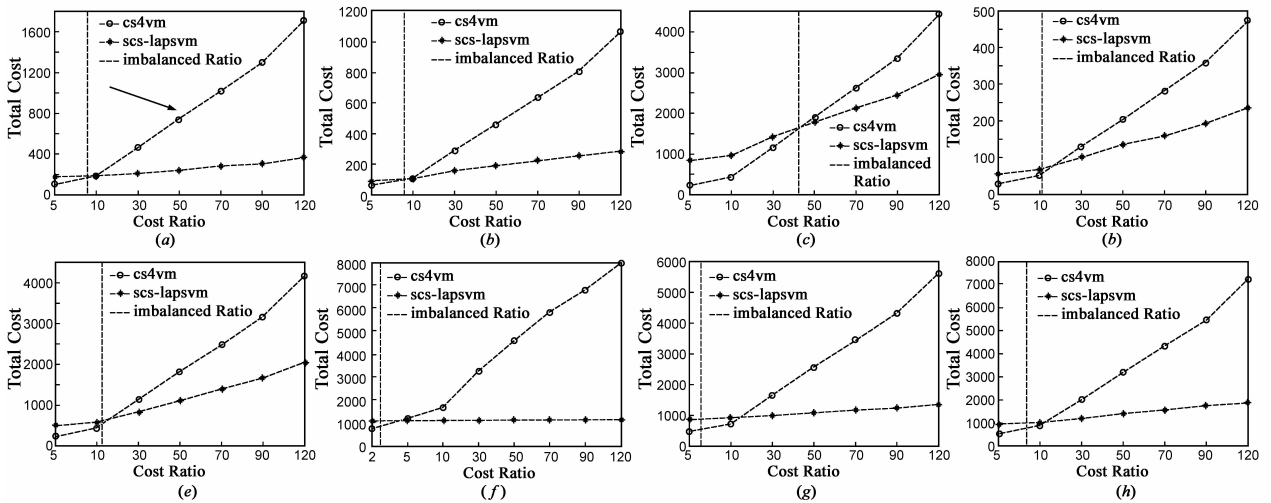 Total Cost
1600
1200
800
400
0
cs4vm
scs-lapsvm
imbalanced Ratio
5 10 30 50 70 90 120
Cost Ratio
(a)
Total Cost
1200
1000
800
600
400
200
0
cs4vm
scs-lapsvm
imbalanced Ratio
5 10 30 50 70 90 120
Cost Ratio
(b)
Total Cost
4000
3000
2000
1000
0
cs4vm
scs-lapsvm
imbalanced
Ratio
5 10 30 50 70 90 120
Cost Ratio
(c)
Total Cost
500
400
300
200
100
0
cs4vm
scs-lapsvm
imbalanced Ratio
5 10 30 50 70 90 120
Cost Ratio
(b)
Total Cost
4000
3000
2000
1000
0
cs4vm
scs-lapsvm
imbalanced Ratio
5 10 30 50 70 90 120
Cost Ratio
(e)
Total Cost
8000
7000
6000
5000
4000
3000
2000
1000
0
cs4vm
scs-lapsvm
imbalanced Ratio
2 5 10 30 50 70 90 120
Cost Ratio
(f)
Total Cost
6000
5000
4000
3000
2000
1000
0
cs4vm
scs-lapsvm
imbalanced Ratio
5 10 30 50 70 90 120
Cost Ratio
(g)
Total Cost
8000
7000
6000
5000
4000
3000
2000
1000
0
cs4vm
scs-lapsvm
imbalanced Ratio
5 10 30 50 70 90 120
Cost Ratio
(h)